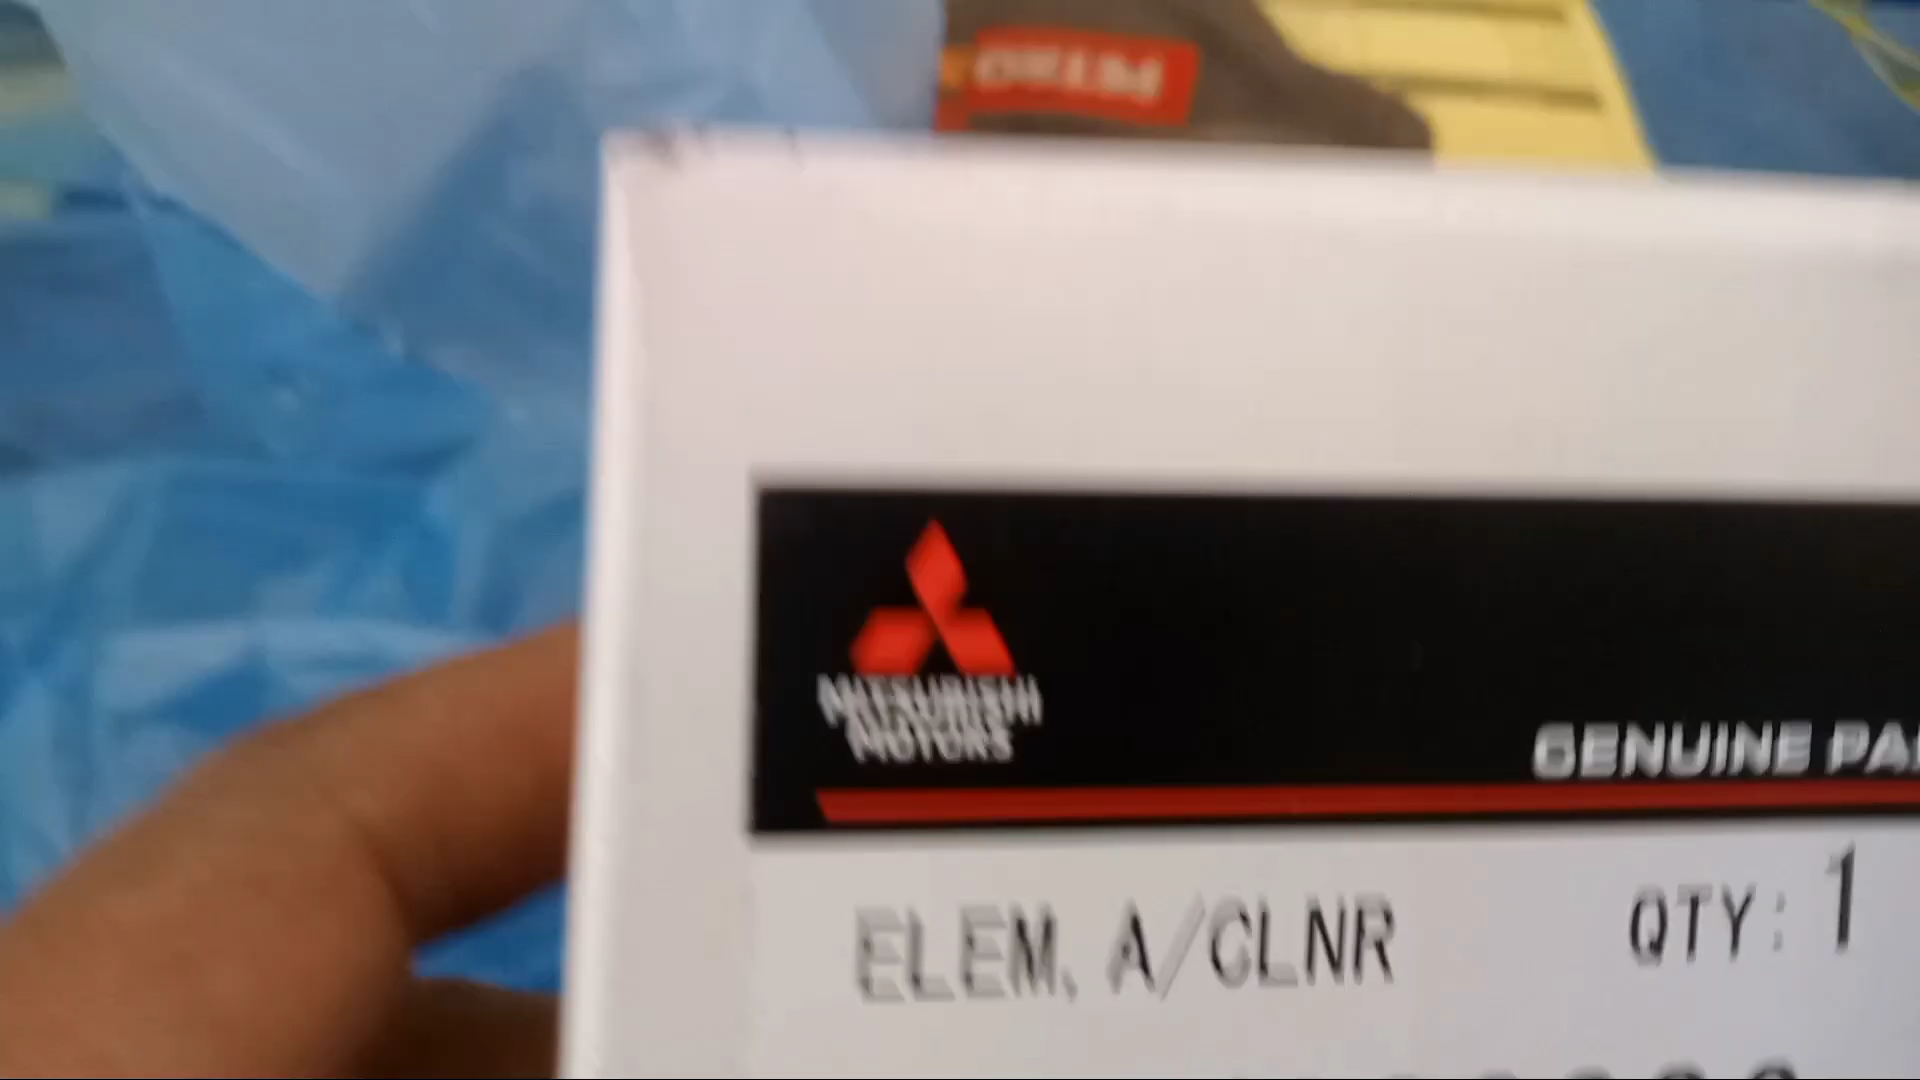 MITSUBISHI
MOTORS
GENUINE PA
ELEM, A/CLNR QTY: 1